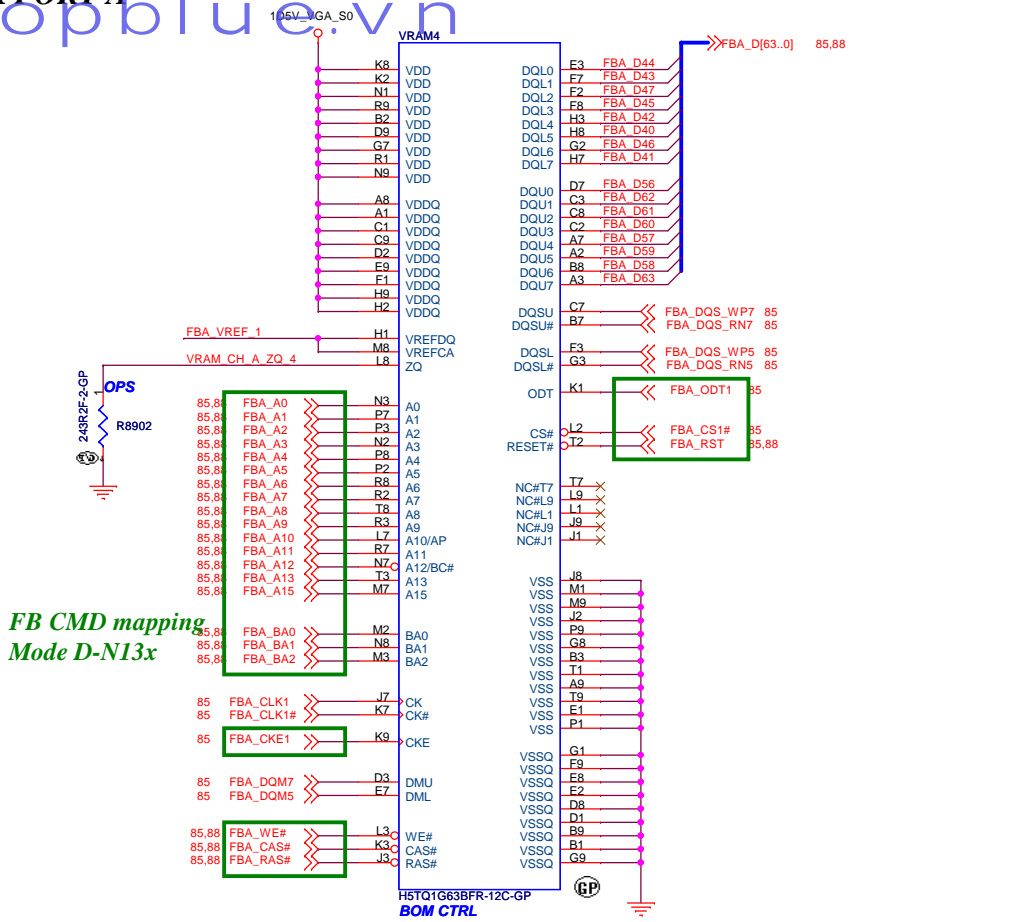 opblue.vn
1D5V_VGA_S0
VRAM4
FBA_D[63..0] 85,88
K8 VDD
K2 VDD
N1 VDD
R9 VDD
B2 VDD
D9 VDD
G7 VDD
R1 VDD
N9 VDD
A8 VDDQ
A1 VDDQ
C1 VDDQ
C9 VDDQ
D2 VDDQ
E9 VDDQ
F1 VDDQ
H9 VDDQ
H2 VDDQ
FBA_VREF_1 H1 VREFDQ
M8 VREFCA
VRAM_CH_A_ZQ_4 L8 ZQ
OPS
1
243R2F-2-GP
R8902
85,88 FBA_A0 N3 A0
85,88 FBA_A1 P7 A1
85,88 FBA_A2 P3 A2
85,88 FBA_A3 N2 A3
85,88 FBA_A4 P8 A4
85,88 FBA_A5 P2 A5
85,88 FBA_A6 R8 A6
85,88 FBA_A7 R2 A7
85,88 FBA_A8 T8 A8
85,88 FBA_A9 R3 A9
85,88 FBA_A10 L7 A10/AP
85,88 FBA_A11 R7 A11
85,88 FBA_A12 N7 A12/BC#
85,88 FBA_A13 T3 A13
85,88 FBA_A15 M7 A15
FB CMD mapping
Mode D-N13x
85,88 FBA_BA0 M2 BA0
85,88 FBA_BA1 N8 BA1
85,88 FBA_BA2 M3 BA2
85 FBA_CLK1 J7 CK
85 FBA_CLK1# K7 CK#
85 FBA_CKE1 K9 CKE
85 FBA_DQM7 D3 DMU
85 FBA_DQM5 E7 DML
85,88 FBA_WE# L3 WE#
85,88 FBA_CAS# K3 CAS#
85,88 FBA_RAS# J3 RAS#
DQL0 E3 FBA_D44
DQL1 F7 FBA_D43
DQL2 F2 FBA_D47
DQL3 F8 FBA_D45
DQL4 H3 FBA_D42
DQL5 H8 FBA_D40
DQL6 G2 FBA_D46
DQL7 H7 FBA_D41
DQU0 D7 FBA_D56
DQU1 C3 FBA_D62
DQU2 C8 FBA_D61
DQU3 C2 FBA_D60
DQU4 A7 FBA_D57
DQU5 A2 FBA_D59
DQU6 B8 FBA_D58
DQU7 A3 FBA_D63
DQSU C7 FBA_DQS_WP7 85
DQSU# B7 FBA_DQS_RN7 85
DQSL F3 FBA_DQS_WP5 85
DQSL# G3 FBA_DQS_RN5 85
ODT K1 FBA_ODT1 85
CS# L2 FBA_CS1# 85
RESET# T2 FBA_RST 85,88
NC#T7 T7
NC#L9 L9
NC#L1 L1
NC#J9 J9
NC#J1 J1
VSS J8
VSS M1
VSS M9
VSS J2
VSS P9
VSS G8
VSS B3
VSS T1
VSS A9
VSS T9
VSS E1
VSS P1
VSSQ G1
VSSQ F9
VSSQ E8
VSSQ E2
VSSQ D8
VSSQ D1
VSSQ B9
VSSQ B1
VSSQ G9
GP
H5TQ1G63BFR-12C-GP
BOM CTRL